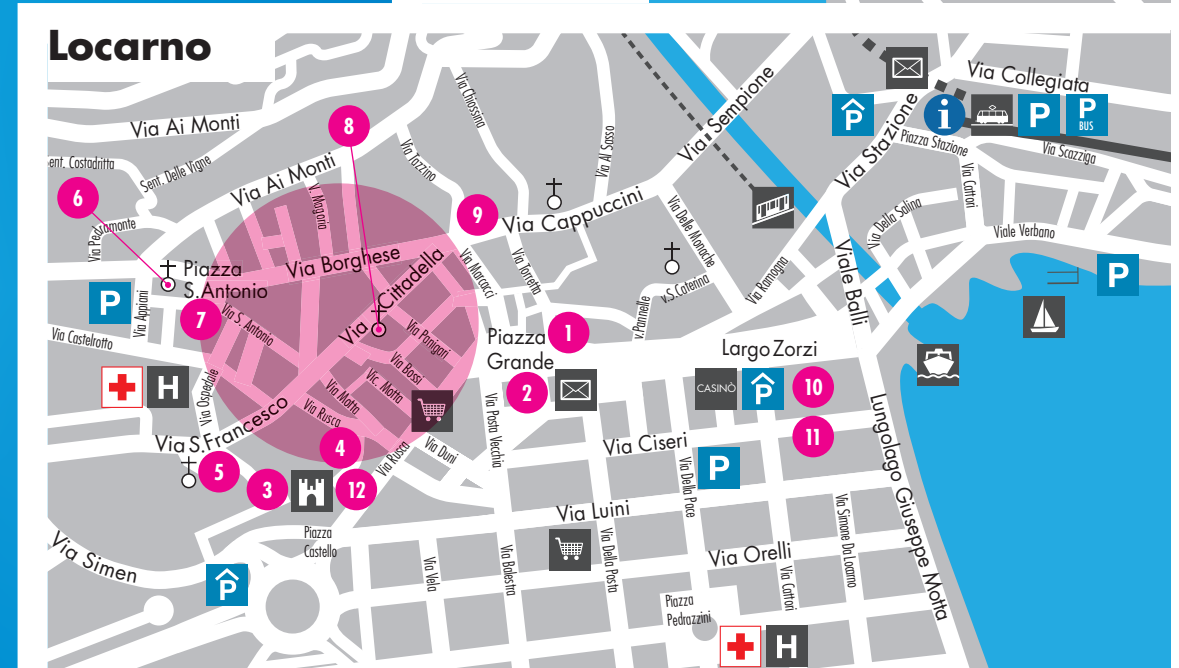 Locarno
Via Collegiata
Via Ai Monti
Via Chiossina
Via Sempione
Via Al Sasso
Via Tazzino
Via Stazione
P
i
P
P
BUS
Piazza Stazione
Via Scazziga
Via Cattori
8
Sent. Delle Vigne
Via Ai Monti
V. Magoria
6
9
Via Cappuccini
Via Delle Monache
Via Della Salina
Viale Verbano
Via Pedramonte
Via Borghese
Via Cittadella
Via Marcacci
Via Torretta
v.S. Caterina
Via Ramogna
Viale Balli
P
Piazza
S.Antonio
P
Via Appiani
7
Via S. Antonio
Via Castelrotto
Via Panigari
v.Pannelle
Piazza
Grande
1
2
Largo Zorzi
CASINÒ
P
10
H
Via Ospedale
Via Bossi
Vic. Motta
Via Motta
Via Rusca
Via S.Francesco
Via Posta Vecchia
Via Ciseri
11
Lungolago Giuseppe Motta
4
5
3
12
Via Rusca
Via Duni
Via Della Pace
P
Piazza
Castello
Via Luini
Via Simone Da Locarno
Via Simen
P
Via Vela
Via Balestra
Via Della Posta
Via Orelli
Via Cattori
Piazza
Pedrazzini
H